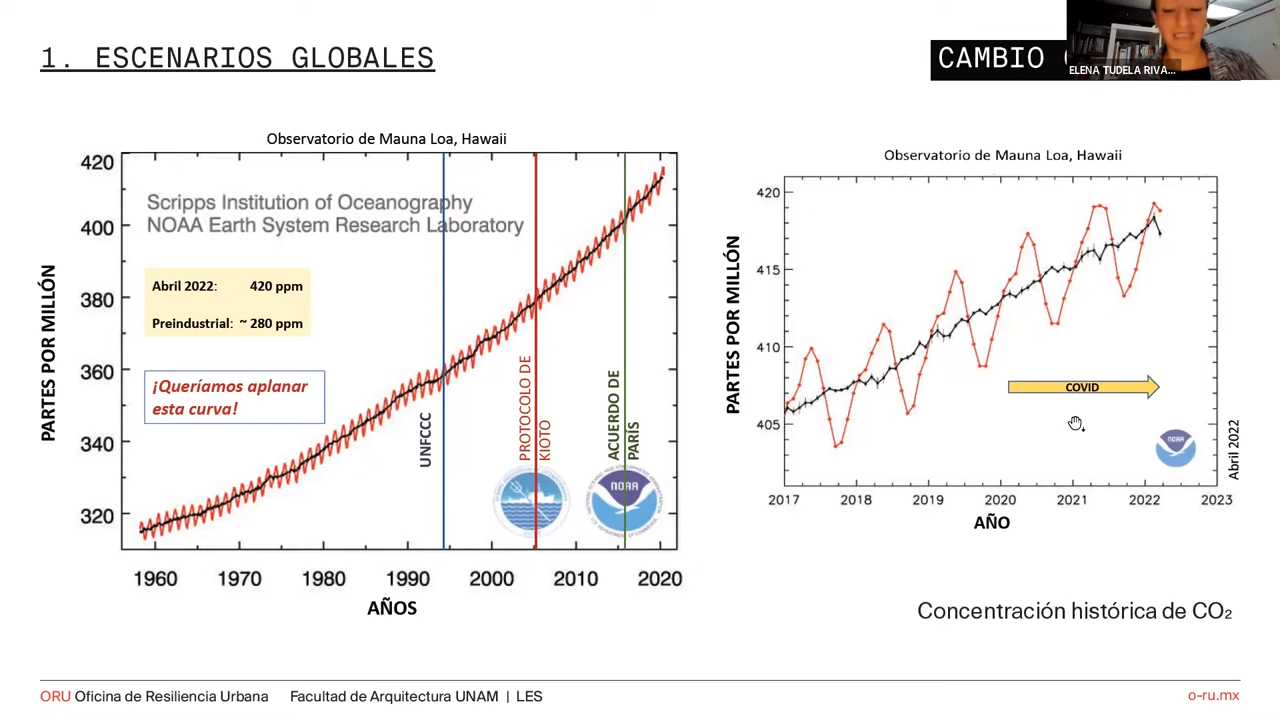 1. ESCENARIOS GLOBALES
CAMBIO
ELENA TUDELA RIVA...
Observatorio de Mauna Loa, Hawaii
Scripps Institution of Oceanography
NOAA Earth System Research Laboratory
Abril 2022: 420 ppm
Preindustrial: ~ 280 ppm
¡Queríamos aplanar
esta curva!
PARTES POR MILLÓN
420
400
380
360
340
320
UNFCCC
PROTOCOLO DE
KIOTO
ACUERDO DE
PARÍS
NOAA
1960 1970 1980 1990 2000 2010 2020
AÑOS
Observatorio de Mauna Loa, Hawaii
PARTES POR MILLÓN
420
415
410
405
COVID
NOAA
Abril 2022
2017 2018 2019 2020 2021 2022 2023
AÑO
Concentración histórica de CO₂
ORU Oficina de Resiliencia Urbana Facultad de Arquitectura UNAM | LES
o-ru.mx